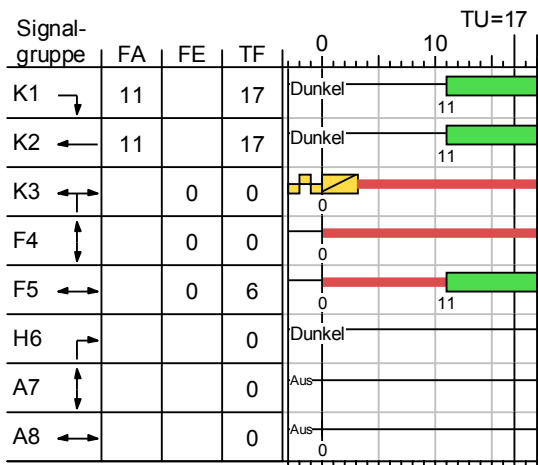 TU=17
Signal-
gruppe FA FE TF 0 10
K1 11 17 Dunkel
11
K2 11 17 Dunkel
11
K3 0 0
0
F4 0 0
0
F5 0 6
0 11
H6 0 Dunkel
A7 0 Aus
A8 0 Aus
0